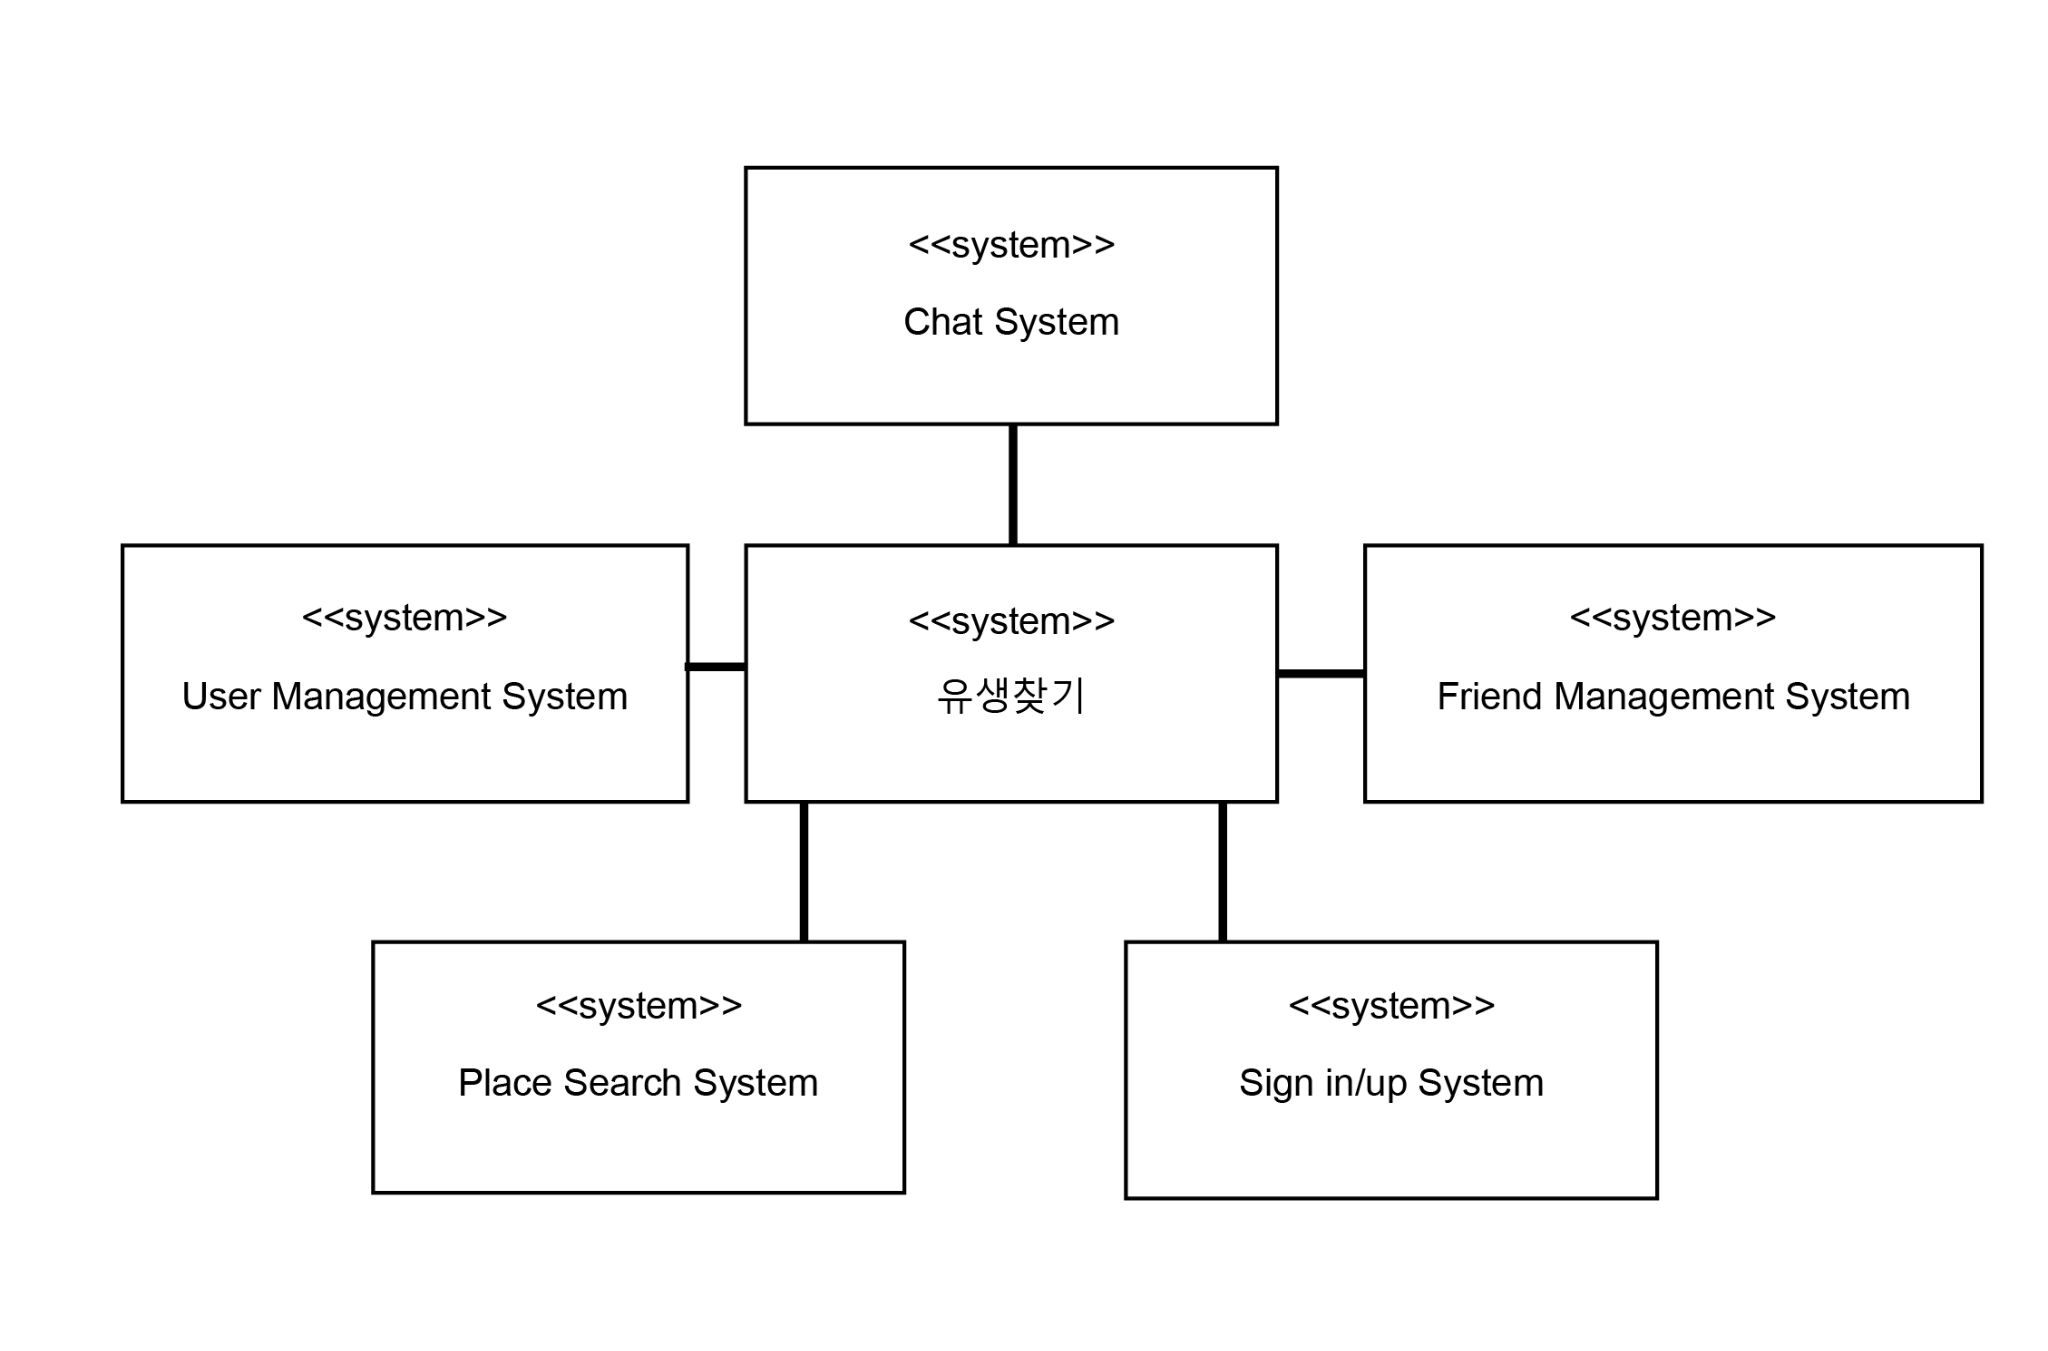 <<system>>
Chat System
<<system>>
User Management System
<<system>>
유생찾기
<<system>>
Friend Management System
<<system>>
Place Search System
<<system>>
Sign in/up System